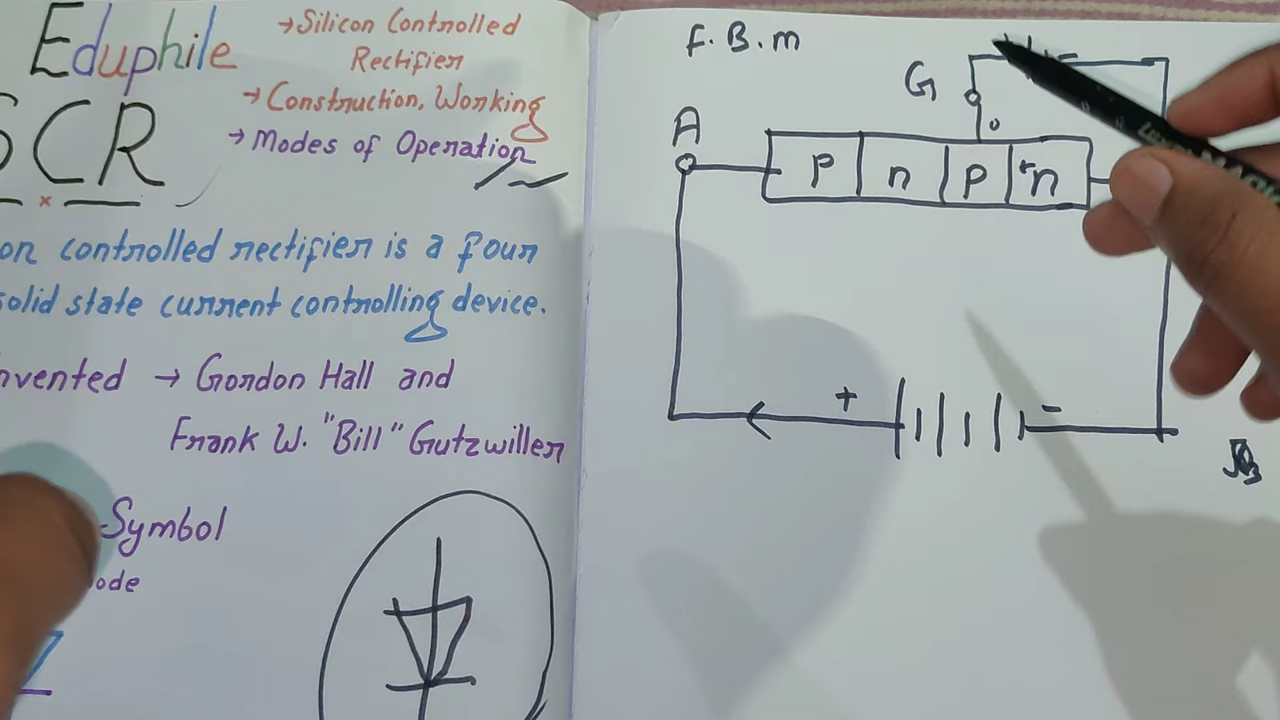 Eduphile
SCR
→ Silicon Controlled
Rectifier
→ Construction, Working
→ Modes of Operation
on controlled rectifier is a four
solid state current controlling device.
nvented → Gordon Hall and
Frank W. "Bill" Gutzwiller
Symbol
ode
F.B.m
G
A
p n p n
+ -